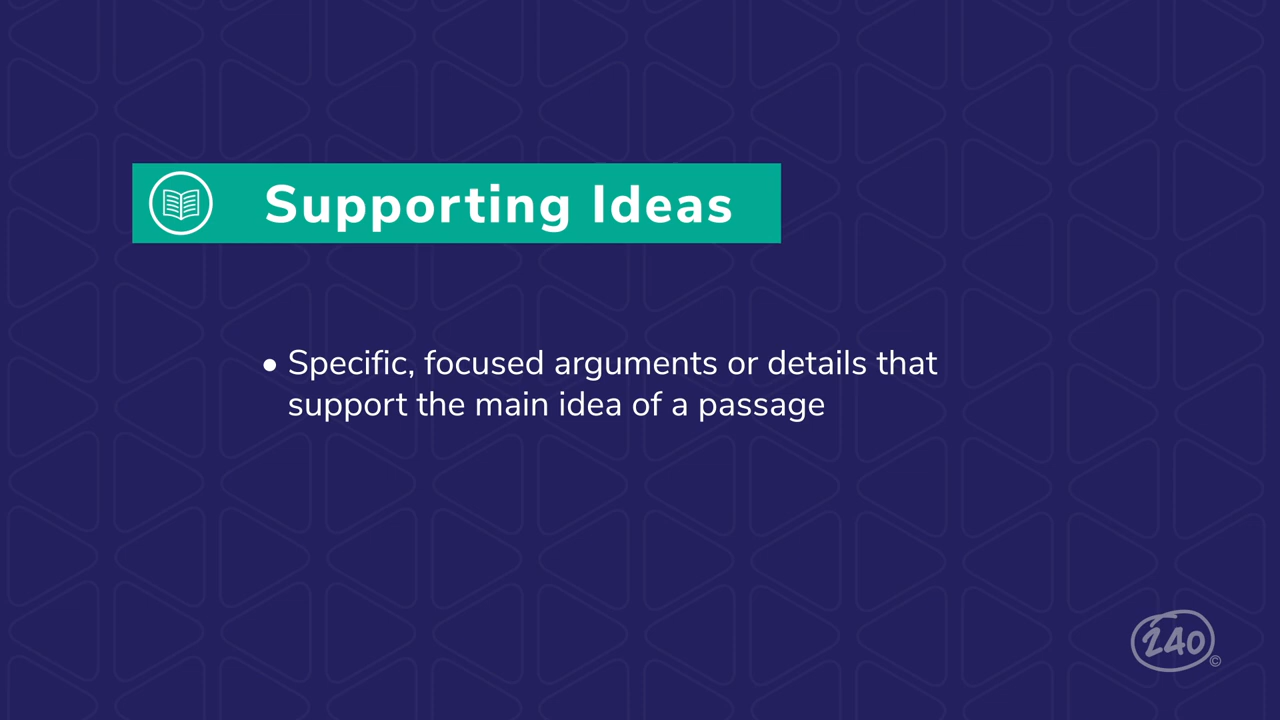 Supporting Ideas
• Specific, focused arguments or details that
support the main idea of a passage
240
©